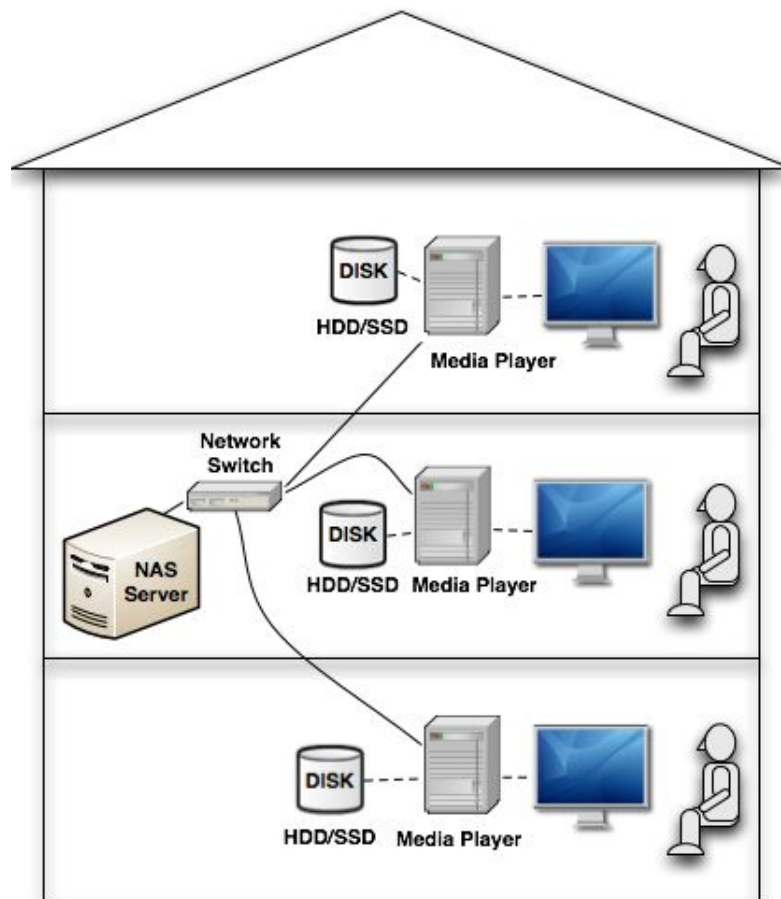 DISK
HDD/SSD
Media Player
Network
Switch
NAS
Server
DISK
HDD/SSD
Media Player
DISK
HDD/SSD
Media Player